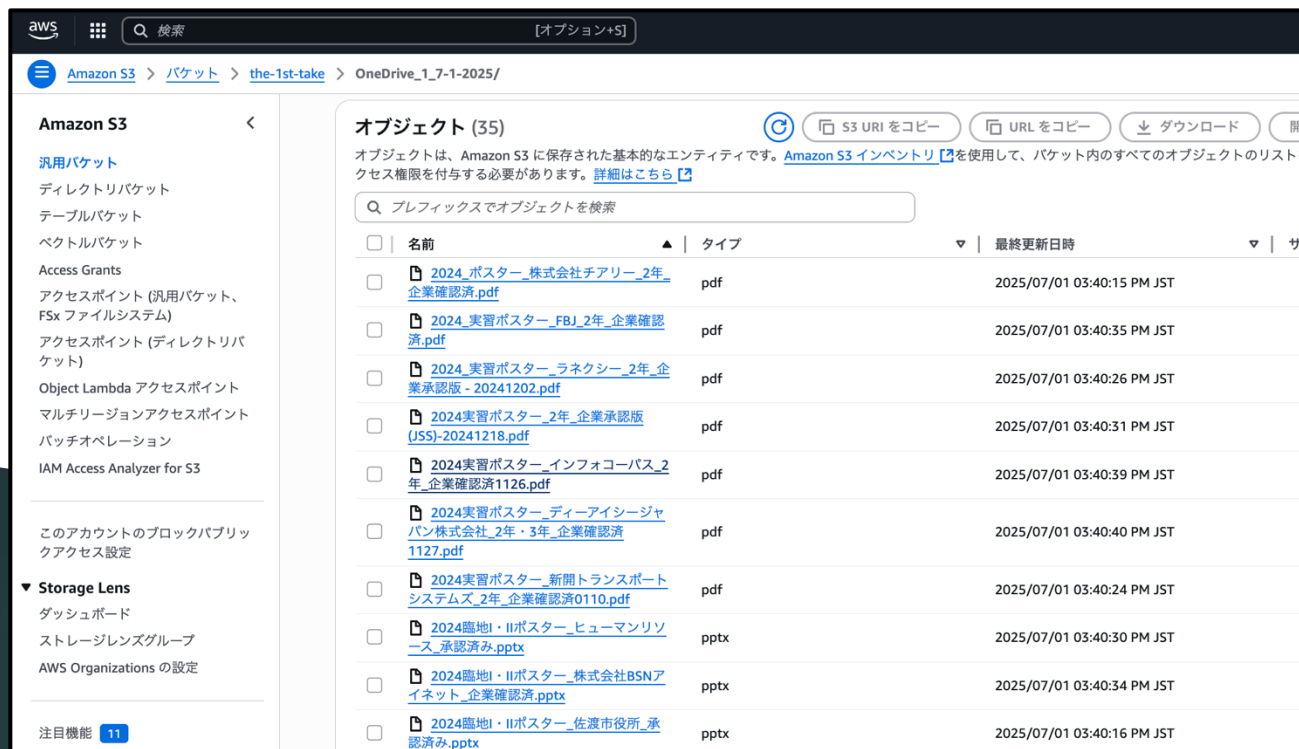 aws
検索
[オプション+S]
Amazon S3
バケット
the-1st-take
OneDrive_1_7-1-2025/
Amazon S3
汎用バケット
ディレクトリバケット
テーブルバケット
ベクトルバケット
Access Grants
アクセスポイント (汎用バケット、
FSx ファイルシステム)
アクセスポイント (ディレクトリバ
ケット)
Object Lambda アクセスポイント
マルチリージョンアクセスポイント
バッチオペレーション
IAM Access Analyzer for S3
このアカウントのブロックパブリッ
クアクセス設定
Storage Lens
ダッシュボード
ストレージレンズグループ
AWS Organizations の設定
注目機能 11
オブジェクト (35)
S3 URI をコピー
URL をコピー
ダウンロード
開
オブジェクトは、Amazon S3 に保存された基本的なエンティティです。Amazon S3 インベントリ を使用して、バケット内のすべてのオブジェクトのリスト
クセス権限を付与する必要があります。詳細はこちら
プレフィックスでオブジェクトを検索
名前
タイプ
最終更新日時
サ
2024_ポスター_株式会社チアリー_2年_
企業確認済.pdf
pdf
2025/07/01 03:40:15 PM JST
2024_実習ポスター_FBJ_2年_企業確認
済.pdf
pdf
2025/07/01 03:40:35 PM JST
2024_実習ポスター_ラネクシー_2年_企
業承認版 - 20241202.pdf
pdf
2025/07/01 03:40:26 PM JST
2024実習ポスター_2年_企業承認版
(JSS)-20241218.pdf
pdf
2025/07/01 03:40:31 PM JST
2024実習ポスター_インフォコーパス_2
年_企業確認済1126.pdf
pdf
2025/07/01 03:40:39 PM JST
2024実習ポスター_ディーアイシージャ
パン株式会社_2年・3年_企業確認済
1127.pdf
pdf
2025/07/01 03:40:40 PM JST
2024実習ポスター_新開トランスポート
システムズ_2年_企業確認済0110.pdf
pdf
2025/07/01 03:40:24 PM JST
2024臨地I・IIポスター_ヒューマンリソ
ース_承認済み.pptx
pptx
2025/07/01 03:40:30 PM JST
2024臨地I・IIポスター_株式会社BSNア
イネット_企業確認済.pptx
pptx
2025/07/01 03:40:34 PM JST
2024臨地I・IIポスター_佐渡市役所_承
認済み.pptx
pptx
2025/07/01 03:40:16 PM JST